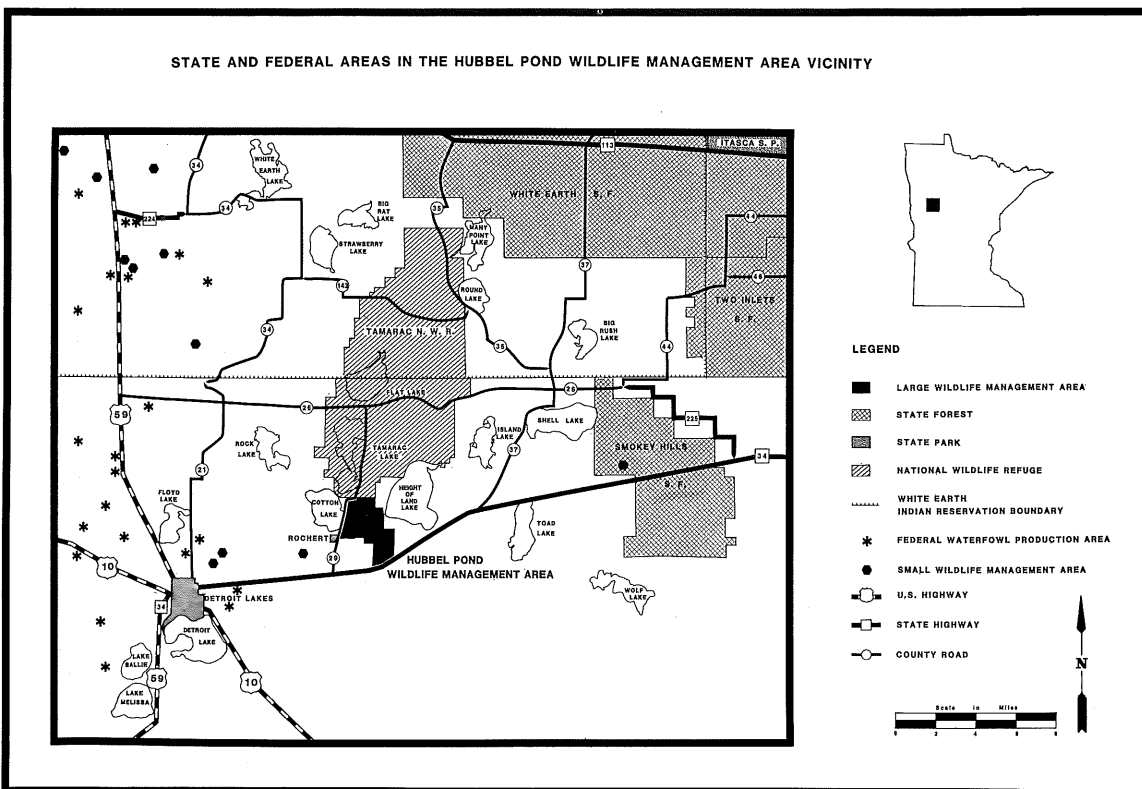 STATE AND FEDERAL AREAS IN THE HUBBEL POND WILDLIFE MANAGEMENT AREA VICINITY
ITASCA S. P.
113
34
WHITE
EARTH
LAKE
WHITE EARTH S. F.
34
224
BIG
RAT
LAKE
35
MANY
POINT
LAKE
44
STRAWBERRY
LAKE
37
46
143
ROUND
LAKE
TWO INLETS
S. F.
34
TAMARAC N. W. R.
BIG
RUSH
LAKE
35
44
59
26
FLAT LAKE
26
225
SHELL LAKE
ISLAND
LAKE
37
ROCK
LAKE
TAMARAC
LAKE
SMOKEY HILLS
S. F.
34
21
FLOYD
LAKE
COTTON
LAKE
HEIGHT
OF
LAND
LAKE
TOAD
LAKE
ROCHERT
29
HUBBEL POND
WILDLIFE MANAGEMENT AREA
10
DETROIT LAKES
34
WOLF
LAKE
DETROIT
LAKE
LAKE
SALLIE
59
10
LAKE
MELISSA
LEGEND
LARGE WILDLIFE MANAGEMENT AREA
STATE FOREST
STATE PARK
NATIONAL WILDLIFE REFUGE
WHITE EARTH
INDIAN RESERVATION BOUNDARY
FEDERAL WATERFOWL PRODUCTION AREA
SMALL WILDLIFE MANAGEMENT AREA
U.S. HIGHWAY
STATE HIGHWAY
COUNTY ROAD
N
Scale in Miles
0 2 4 6 8